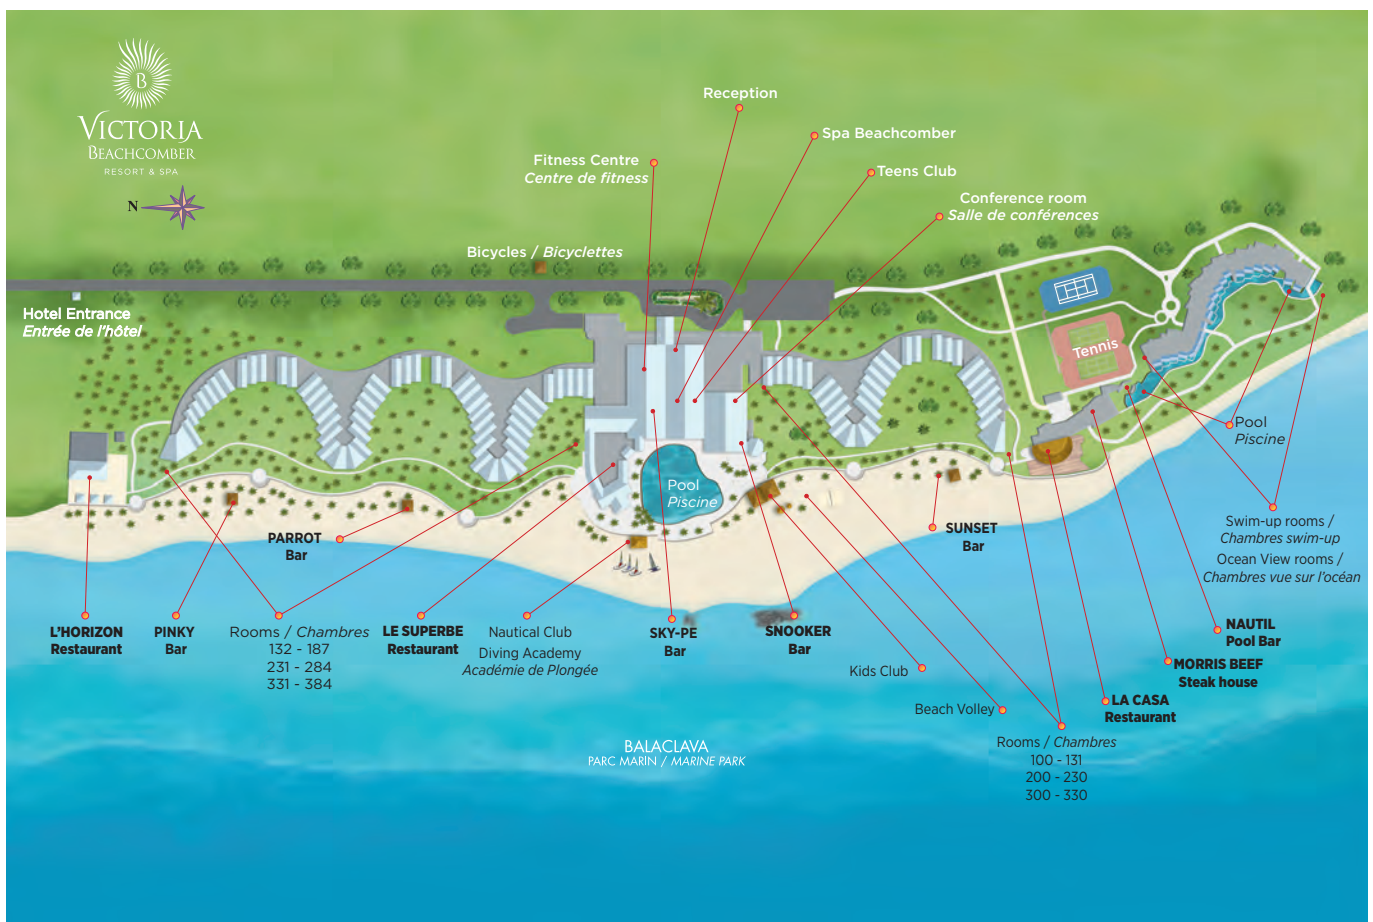 B
VICTORIA
BEACHCOMBER
RESORT & SPA
N
Reception
Spa Beachcomber
Fitness Centre
Centre de fitness
Teens Club
Conference room
Salle de conférences
Bicycles / Bicyclettes
Hotel Entrance
Entrée de l'hôtel
Tennis
Pool
Piscine
Pool
Piscine
Swim-up rooms /
Chambres swim-up
Ocean View rooms /
Chambres vue sur l'océan
PARROT
Bar
SUNSET
Bar
L'HORIZON
Restaurant
PINKY
Bar
Rooms / Chambres
132 - 187
231 - 284
331 - 384
LE SUPERBE
Restaurant
Nautical Club
Diving Academy
Académie de Plongée
SKY-PE
Bar
SNOOKER
Bar
Kids Club
Beach Volley
NAUTIL
Pool Bar
MORRIS BEEF
Steak house
LA CASA
Restaurant
Rooms / Chambres
100 - 131
200 - 230
300 - 330
BALACLAVA
PARC MARIN / MARINE PARK